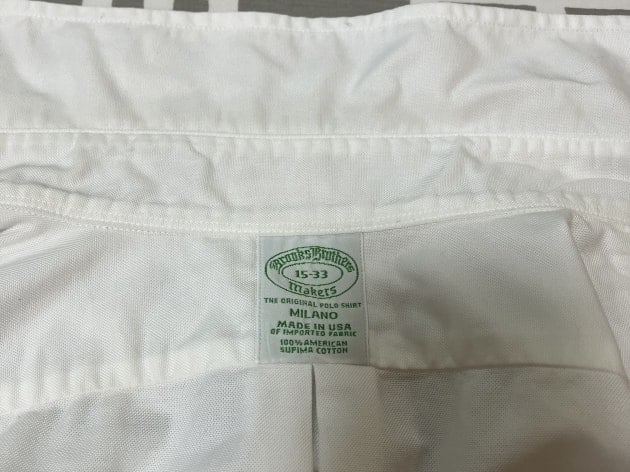 Brooks Brothers
15-33
Makers
THE ORIGINAL POLO SHIRT
MILANO
MADE IN USA
OF IMPORTED FABRIC
100% AMERICAN
SUPIMA COTTON